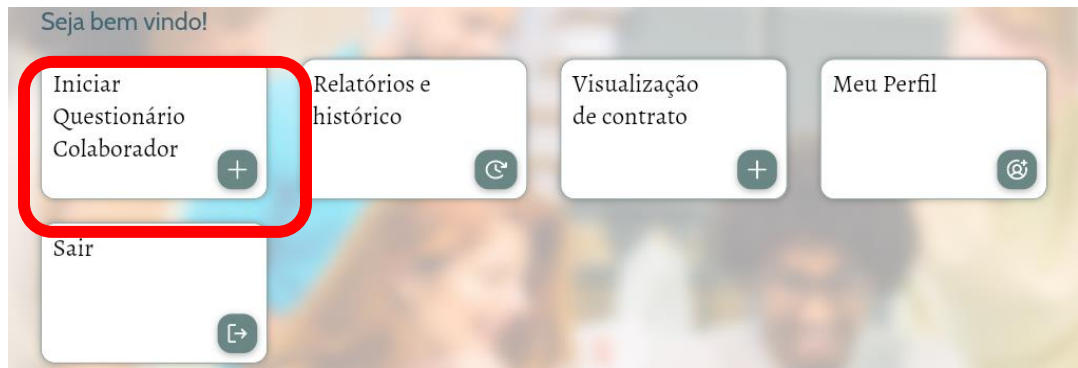 Seja bem vindo!
Iniciar
Questionário
Colaborador
Relatórios e
histórico
Visualização
de contrato
Meu Perfil
Sair